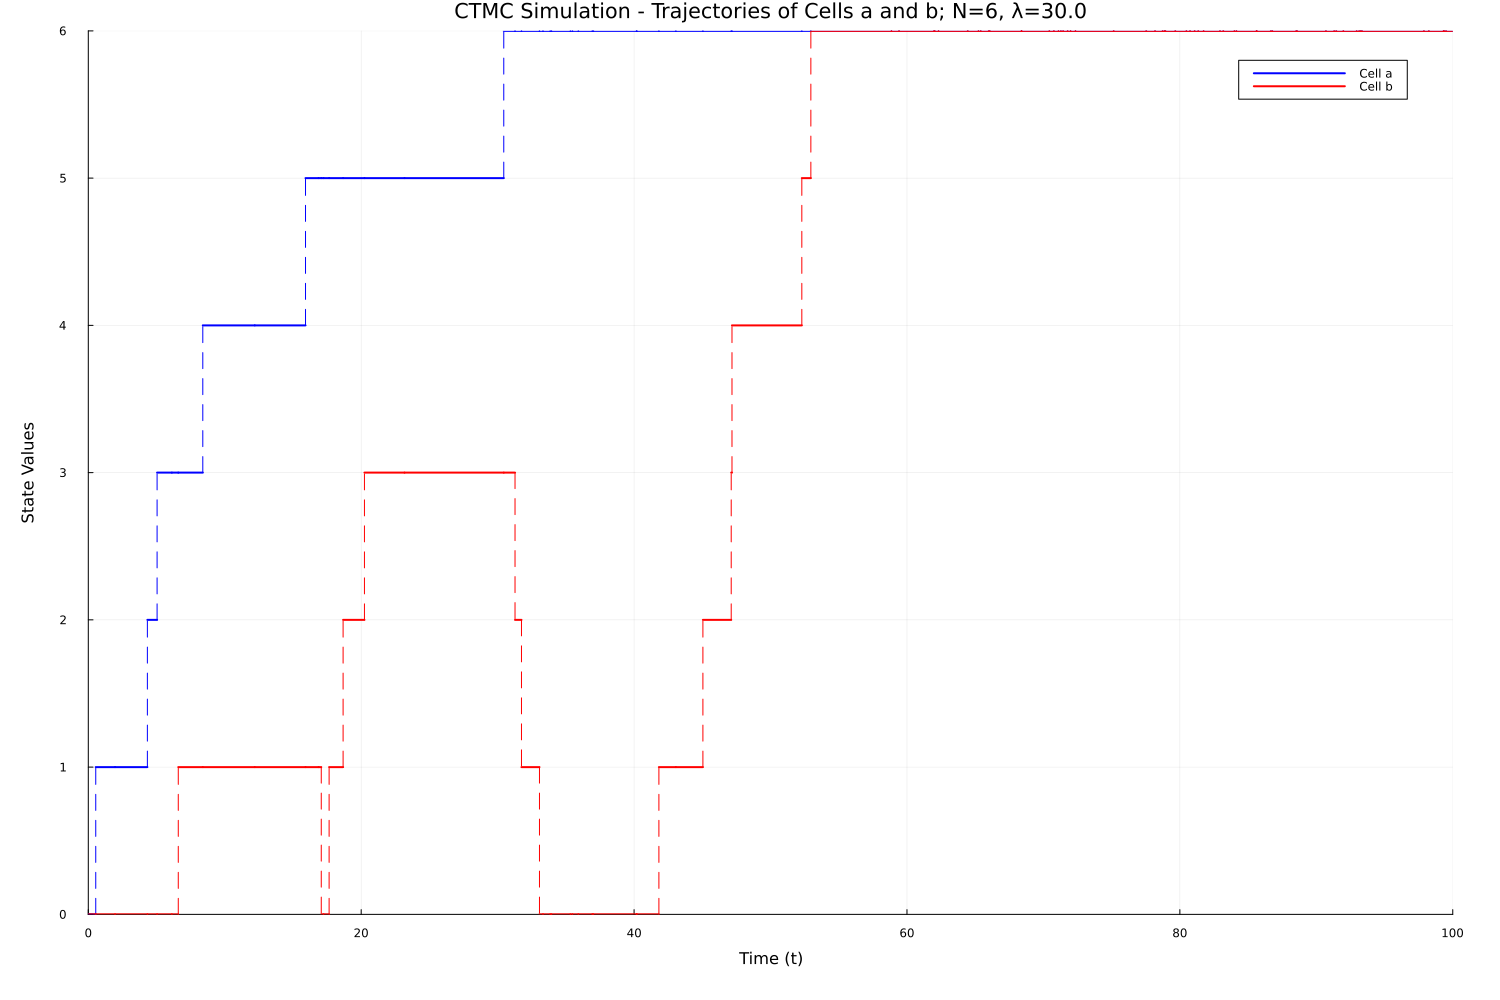 CTMC Simulation - Trajectories of Cells a and b; N=6, λ=30.0
6
Cell a
Cell b
5
4
3
2
1
0
State Values
0 20 40 60 80 100
Time (t)